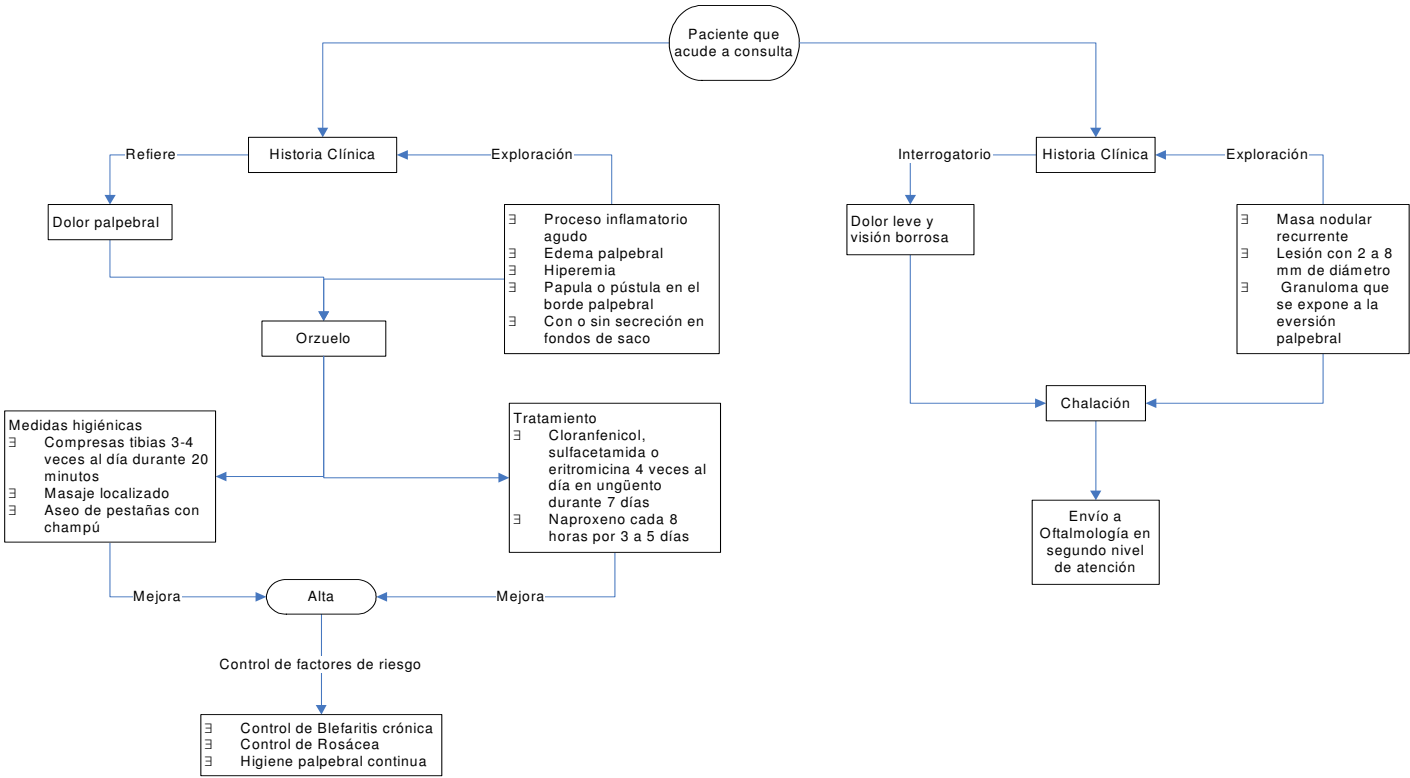 Paciente que
acude a consulta
Refiere
Historia Clínica
Exploración
Interrogatorio
Historia Clínica
Exploración
Dolor palpebral
∃ Proceso inflamatorio
agudo
∃ Edema palpebral
∃ Hiperemia
∃ Papula o pústula en el
borde palpebral
∃ Con o sin secreción en
fondos de saco
Dolor leve y
visión borrosa
∃ Masa nodular
recurrente
∃ Lesión con 2 a 8
mm de diámetro
∃ Granuloma que
se expone a la
eversión
palpebral
Orzuelo
Chalación
Medidas higiénicas
∃ Compresas tibias 3-4
veces al día durante 20
minutos
∃ Masaje localizado
∃ Aseo de pestañas con
champú
Tratamiento
∃ Cloranfenicol,
sulfacetamida o
eritromicina 4 veces al
día en ungüento
durante 7 días
∃ Naproxeno cada 8
horas por 3 a 5 días
Envío a
Oftalmología en
segundo nivel
de atención
Mejora
Alta
Mejora
Control de factores de riesgo
∃ Control de Blefaritis crónica
∃ Control de Rosácea
∃ Higiene palpebral continua